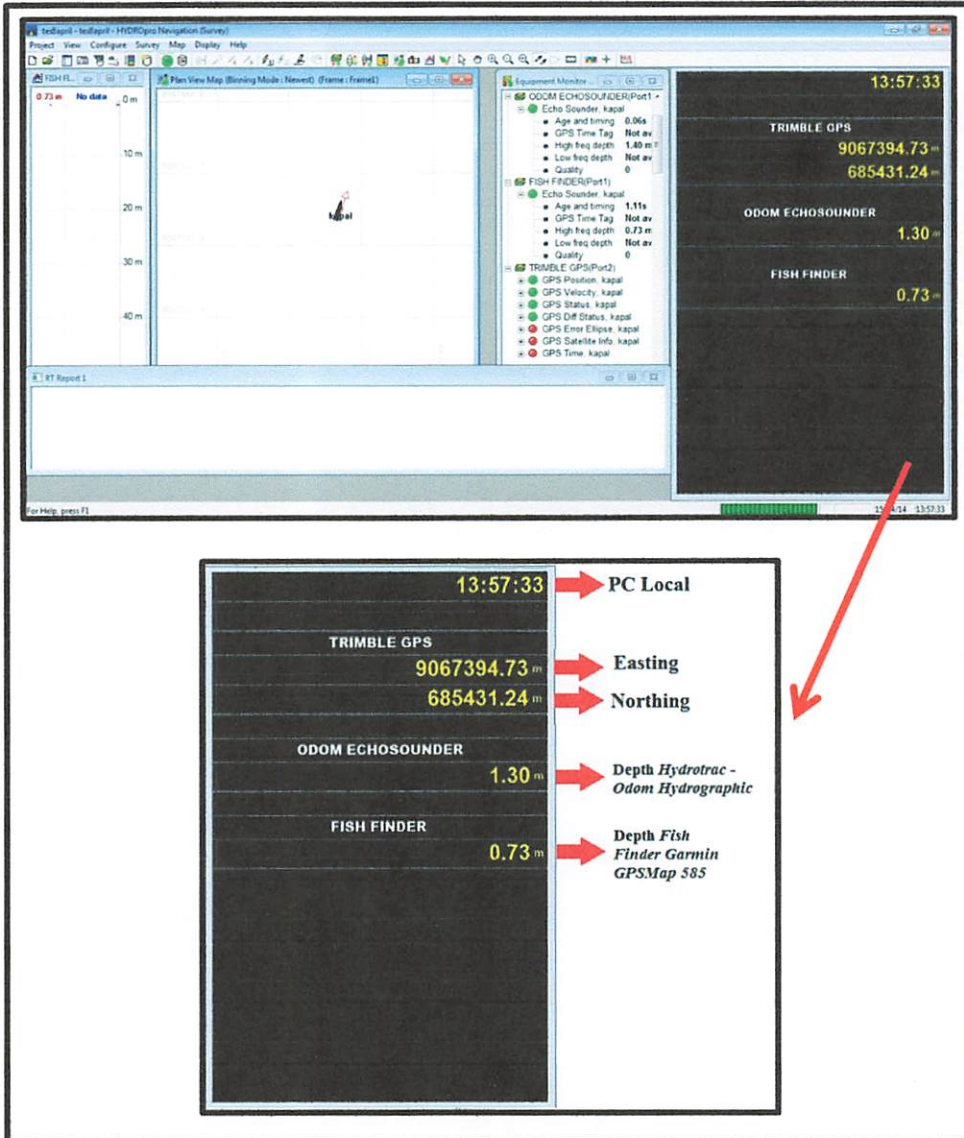 testlapril - testlapril - HYDROpro Navigation (Survey)
Project View Configure Survey Map Display Help
FISH FI...
0.73 m No data
0 m
10 m
20 m
30 m
40 m
Plan View Map (Binning Mode : Newest) (Frame : Frame1)
kapal
Equipment Monitor
ODOM ECHOSOUNDER(Port1
Echo Sounder, kapal
Age and timing 0.06s
GPS Time Tag Not av
High freq depth 1.40 m
Low freq depth Not av
Quality 0
FISH FINDER(Port1)
Echo Sounder, kapal
Age and timing 1.11s
GPS Time Tag Not av
High freq depth 0.73 m
Low freq depth Not av
Quality 0
TRIMBLE GPS(Port2)
GPS Position, kapal
GPS Velocity, kapal
GPS Status, kapal
GPS Diff Status, kapal
GPS Error Ellipse, kapal
GPS Satellite Info, kapal
GPS Time, kapal
13:57:33
TRIMBLE GPS
9067394.73 m
685431.24 m
ODOM ECHOSOUNDER
1.30 m
FISH FINDER
0.73 m
RT Report 1
For Help, press F1
13:57:33
13:57:33
PC Local
TRIMBLE GPS
9067394.73 m
Easting
685431.24 m
Northing
ODOM ECHOSOUNDER
1.30 m
Depth Hydrotrac -
Odom Hydrographic
FISH FINDER
0.73 m
Depth Fish
Finder Garmin
GPSMap 585